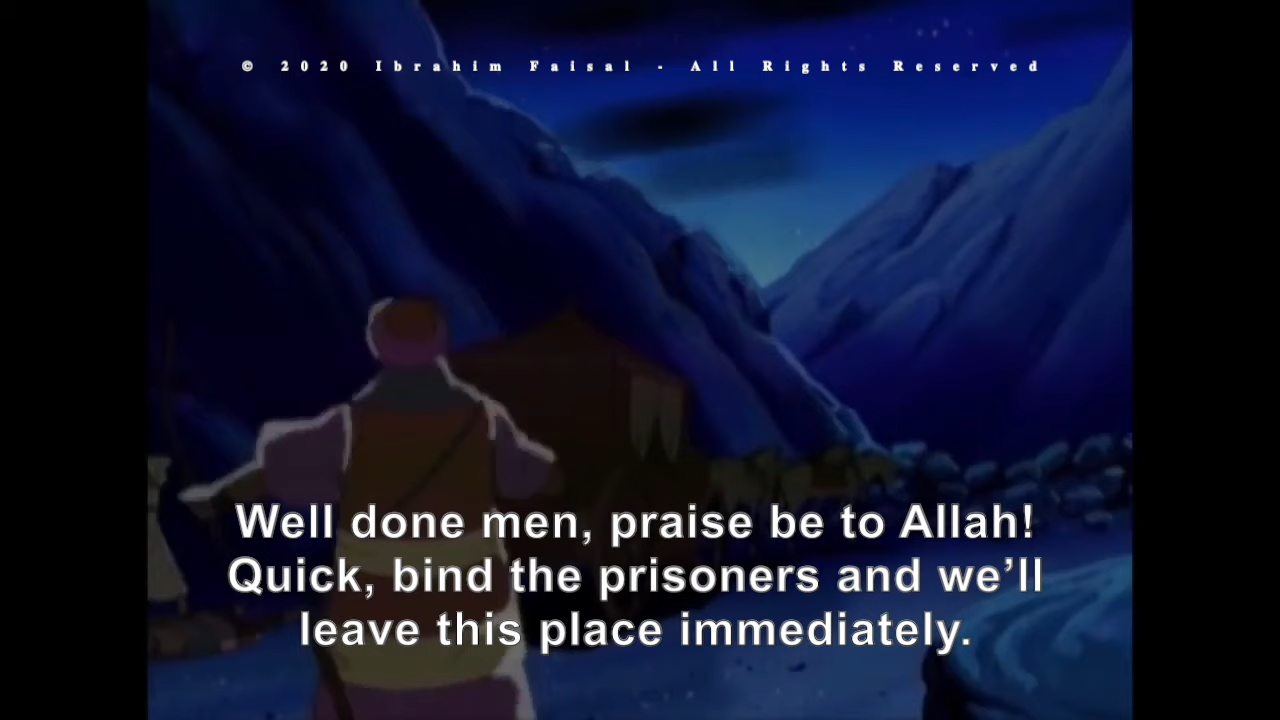 © 2020 Ibrahim Faisal - All Rights Reserved
Well done men, praise be to Allah!
Quick, bind the prisoners and we’ll
leave this place immediately.